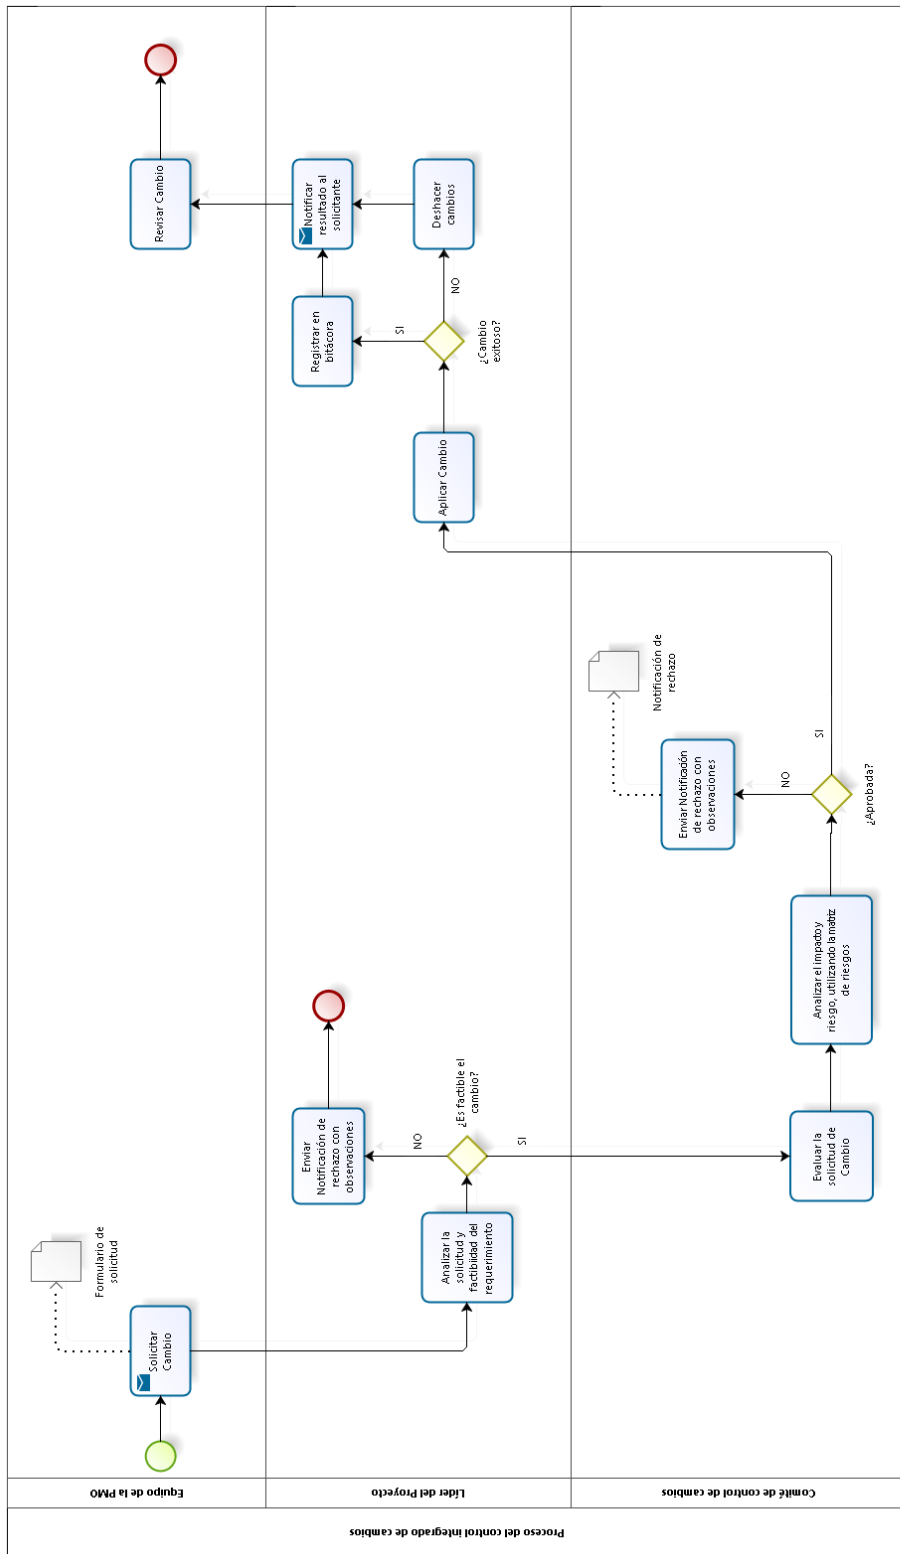 Proceso del control integrado de cambios
Equipo de la PMO
Solicitar
Cambio
Formulario de
solicitud
Revisar Cambio
Líder del Proyecto
Analizar la
solicitud y
factibilidad del
requerimiento
¿Es factible el
cambio?
NO
SI
Enviar
Notificación de
rechazo con
observaciones
Aplicar Cambio
¿Cambio
exitoso?
SI
NO
Registrar en
bitácora
Notificar
resultado al
solicitante
Deshacer
cambios
Comité de control de cambios
Evaluar la
solicitud de
Cambio
Analizar el impacto y
riesgo, utilizando la matriz
de riesgos
¿Aprobada?
NO
SI
Enviar Notificación
de rechazo con
observaciones
Notificación de
rechazo